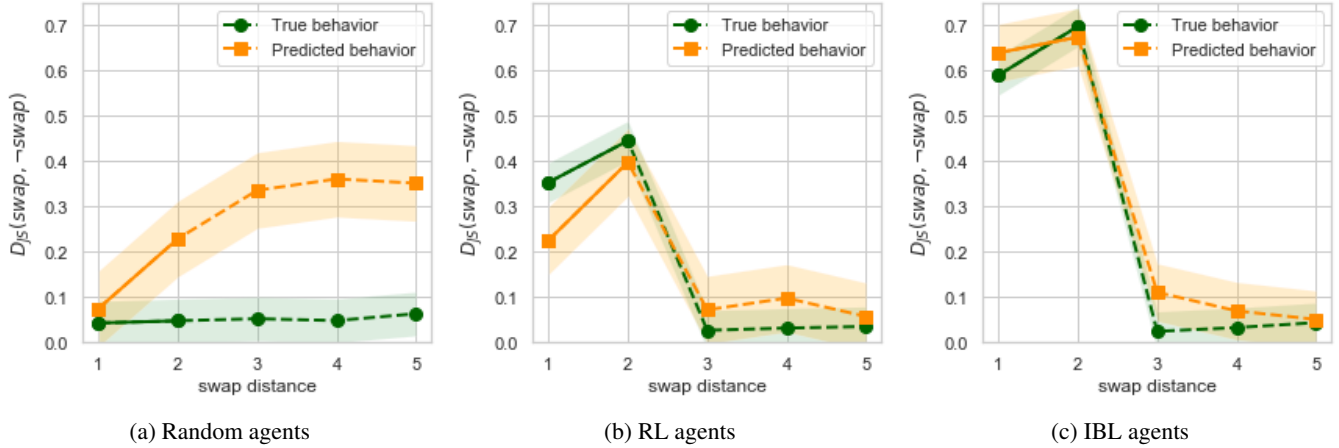 0.7
0.6
0.5
0.4
0.3
0.2
0.1
0.0
D_JS(swap, ¬swap)
True behavior
Predicted behavior
1 2 3 4 5
swap distance
(a) Random agents
0.7
0.6
0.5
0.4
0.3
0.2
0.1
0.0
D_JS(swap, ¬swap)
True behavior
Predicted behavior
1 2 3 4 5
swap distance
(b) RL agents
0.7
0.6
0.5
0.4
0.3
0.2
0.1
0.0
D_JS(swap, ¬swap)
True behavior
Predicted behavior
1 2 3 4 5
swap distance
(c) IBL agents